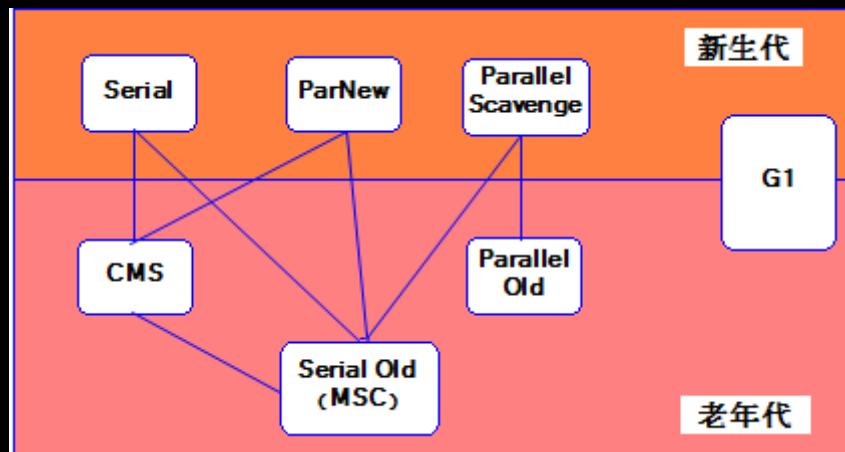 新生代
Serial
ParNew
Parallel
Scavenge
G1
CMS
Parallel
Old
Serial Old
(MSC)
老年代